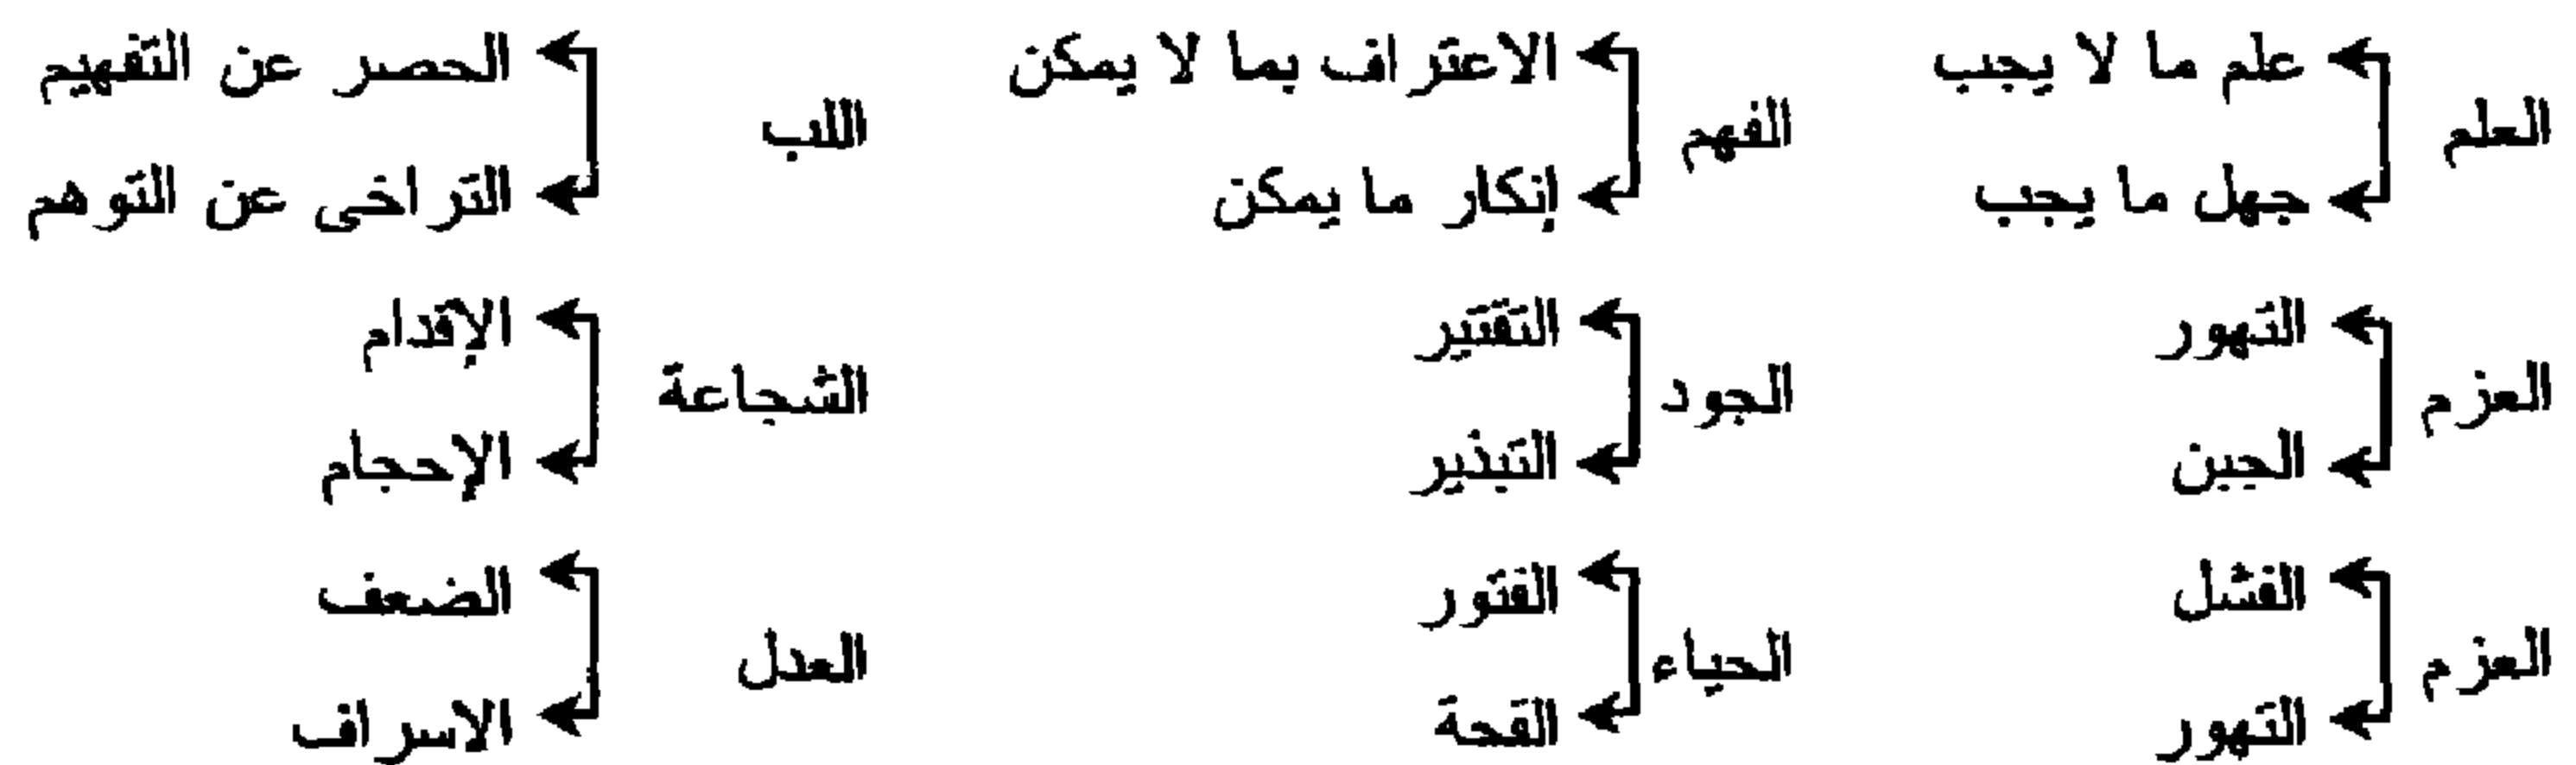 العلم
علم ما لا يجب
جهل ما يجب
الفهم
الاعتراف بما لا يمكن
إنكار ما يمكن
اللب
الحصر عن التفهيم
التراخى عن التوهم
العزم
التهور
الجبن
الجود
التقتير
التبذير
الشجاعة
الإقدام
الإحجام
العزم
الفشل
التهور
الحياء
الفتور
القحة
العدل
الضعف
الاسراف